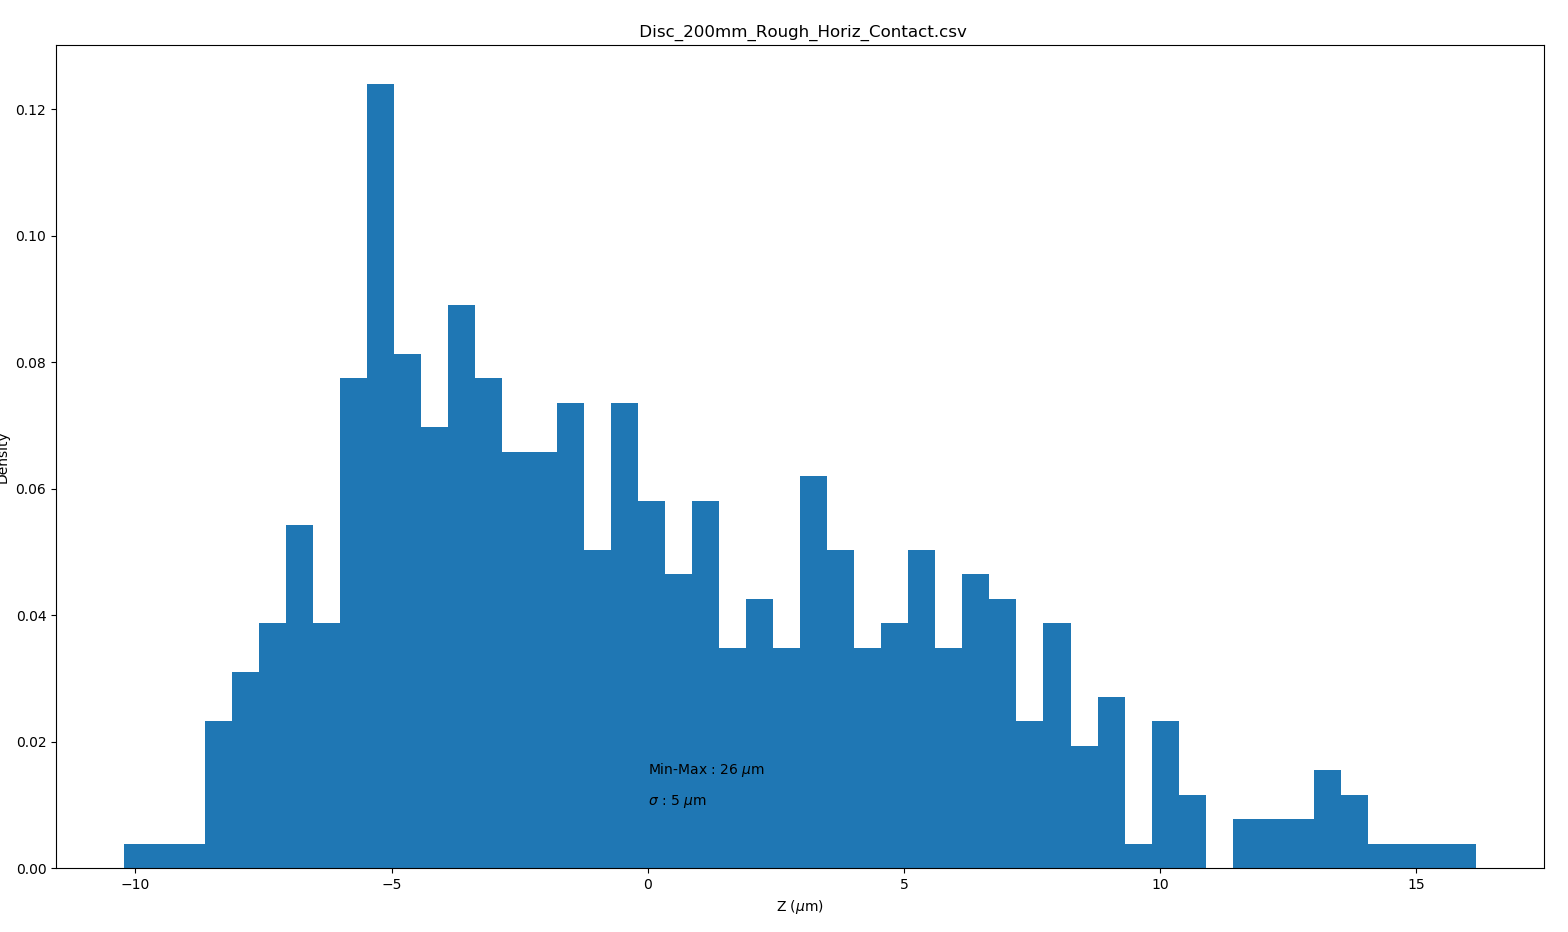 Disc_200mm_Rough_Horiz_Contact.csv
0.12
0.10
0.08
0.06
0.04
0.02
0.00
Density
Min-Max : 26 μm
σ : 5 μm
−10
−5
0
5
10
15
Z (μm)